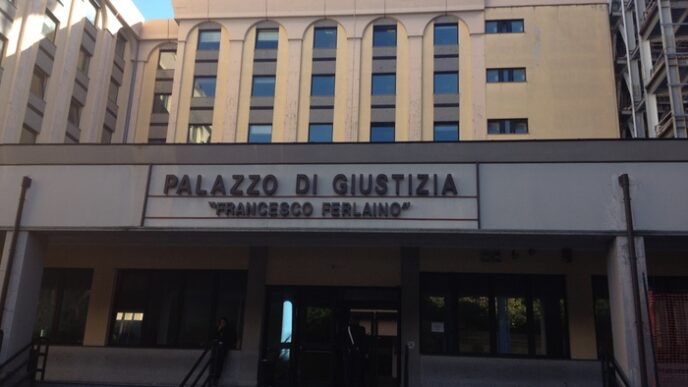 PALAZZO DI GIUSTIZIA
"FRANCESCO FERLAINO"